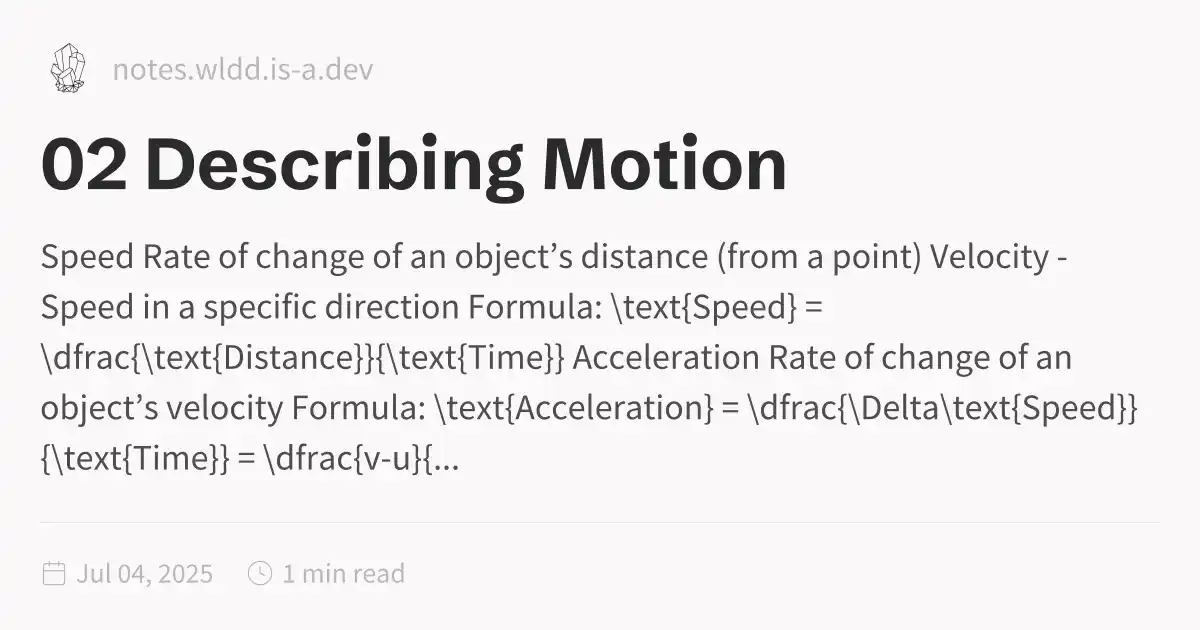 notes.wldd.is-a.dev
02 Describing Motion
Speed Rate of change of an object’s distance (from a point) Velocity -
Speed in a specific direction Formula: \text{Speed} =
\dfrac{\text{Distance}}{\text{Time}} Acceleration Rate of change of an
object’s velocity Formula: \text{Acceleration} = \dfrac{\Delta\text{Speed}}
{\text{Time}} = \dfrac{v-u}{...
Jul 04, 2025 1 min read